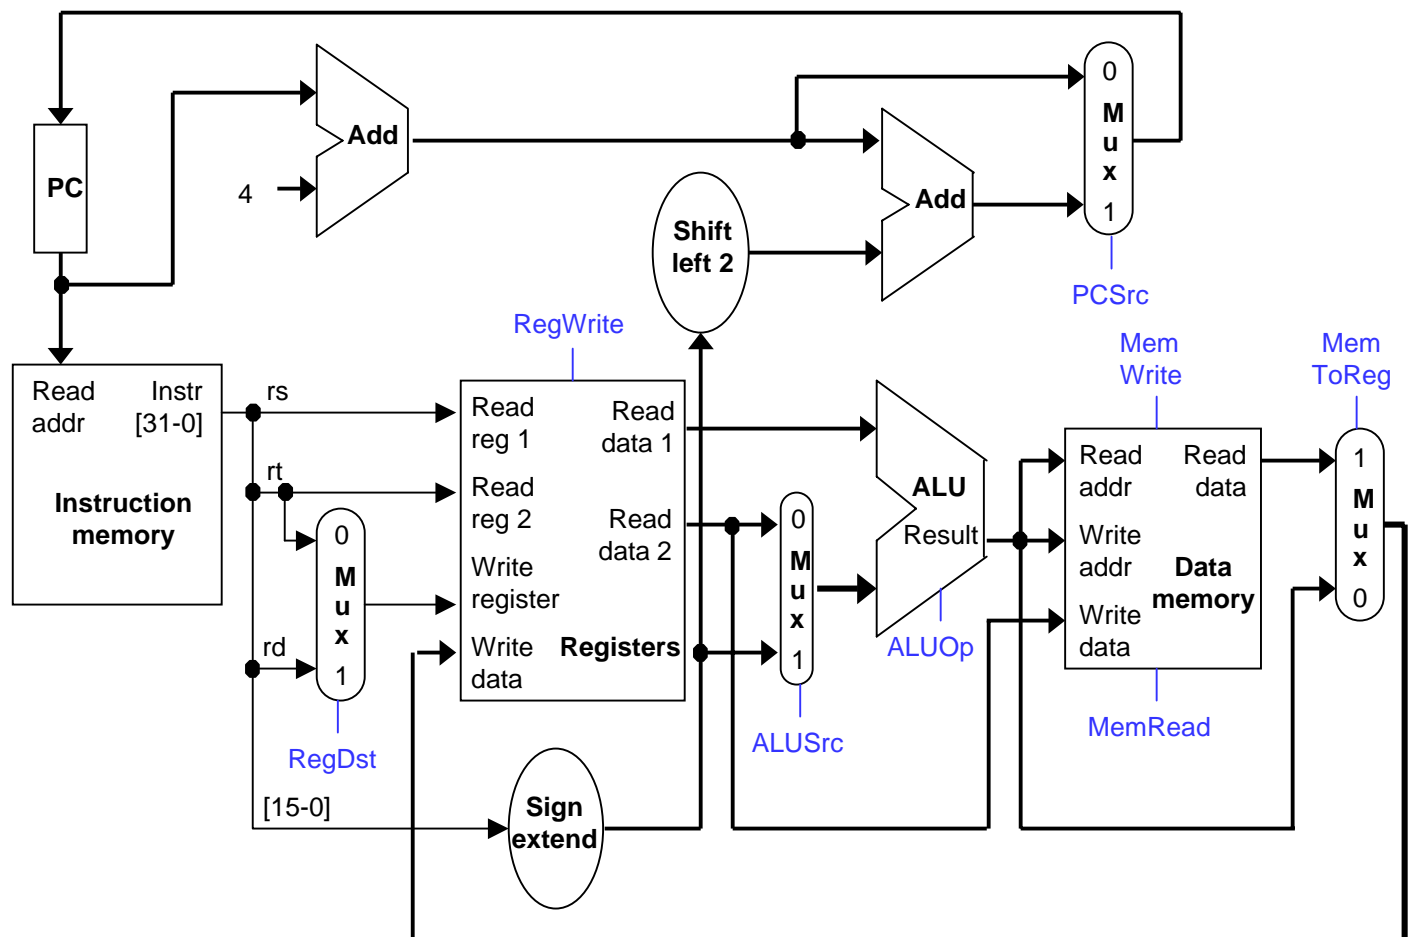 0
M
u
x
1
PCSrc
Add
4
PC
Add
Shift
left 2
RegWrite
Mem
Write
Mem
ToReg
Read
addr
Instr
[31-0]
Instruction
memory
rs
rt
rd
[15-0]
0
M
u
x
1
RegDst
Read
reg 1
Read
data 1
Read
reg 2
Read
data 2
Write
register
Write
data
Registers
Sign
extend
0
M
u
x
1
ALUSrc
ALU
Result
ALUOp
Read
addr
Read
data
Write
addr
Data
memory
Write
data
MemRead
1
M
u
x
0